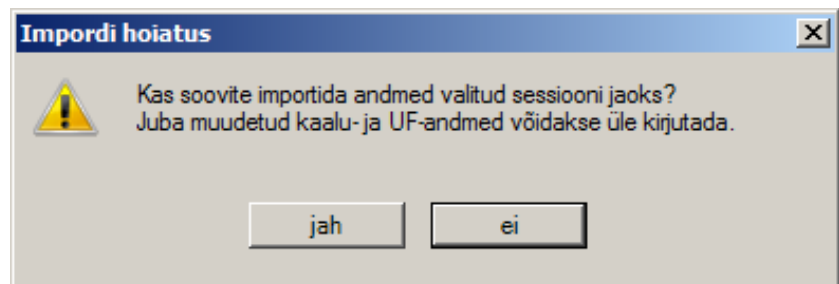 Impordi hoiatus
Kas soovite importida andmed valitud sessiooni jaoks?
Juba muudetud kaalu- ja UF-andmed võidakse üle kirjutada.
jah
ei